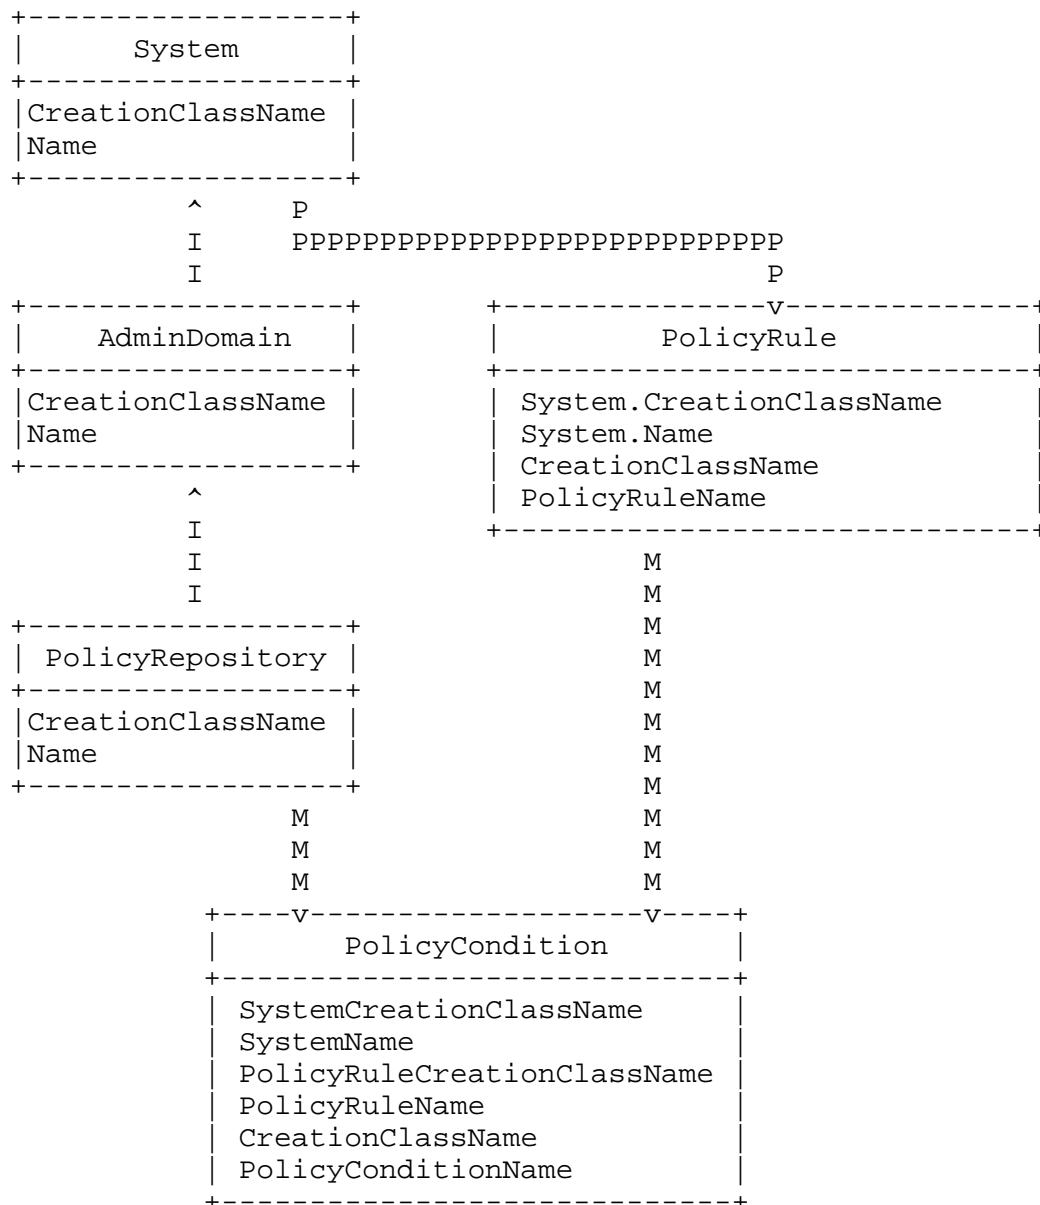 +------------------+
|      System      |
+------------------+
|CreationClassName |
|Name              |
+------------------+
          ^     P
          I     PPPPPPPPPPPPPPPPPPPPPPPPPPPP
          I                                P
+------------------+       +---------------v--------------+
|    AdminDomain   |       |         PolicyRule           |
+------------------+       +------------------------------+
|CreationClassName |       | System.CreationClassName     |
|Name              |       | System.Name                  |
+------------------+       | CreationClassName            |
          ^                | PolicyRuleName               |
          I                +------------------------------+
          I                         M
          I                         M
+------------------+                M
| PolicyRepository |                M
+------------------+                M
|CreationClassName |                M
|Name              |                M
+------------------+                M
                M                   M
                M                   M
                M                   M
           +----v-------------------v----+
           |       PolicyCondition       |
           +-----------------------------+
           | SystemCreationClassName     |
           | SystemName                  |
           | PolicyRuleCreationClassName |
           | PolicyRuleName              |
           | CreationClassName           |
           | PolicyConditionName         |
           +-----------------------------+